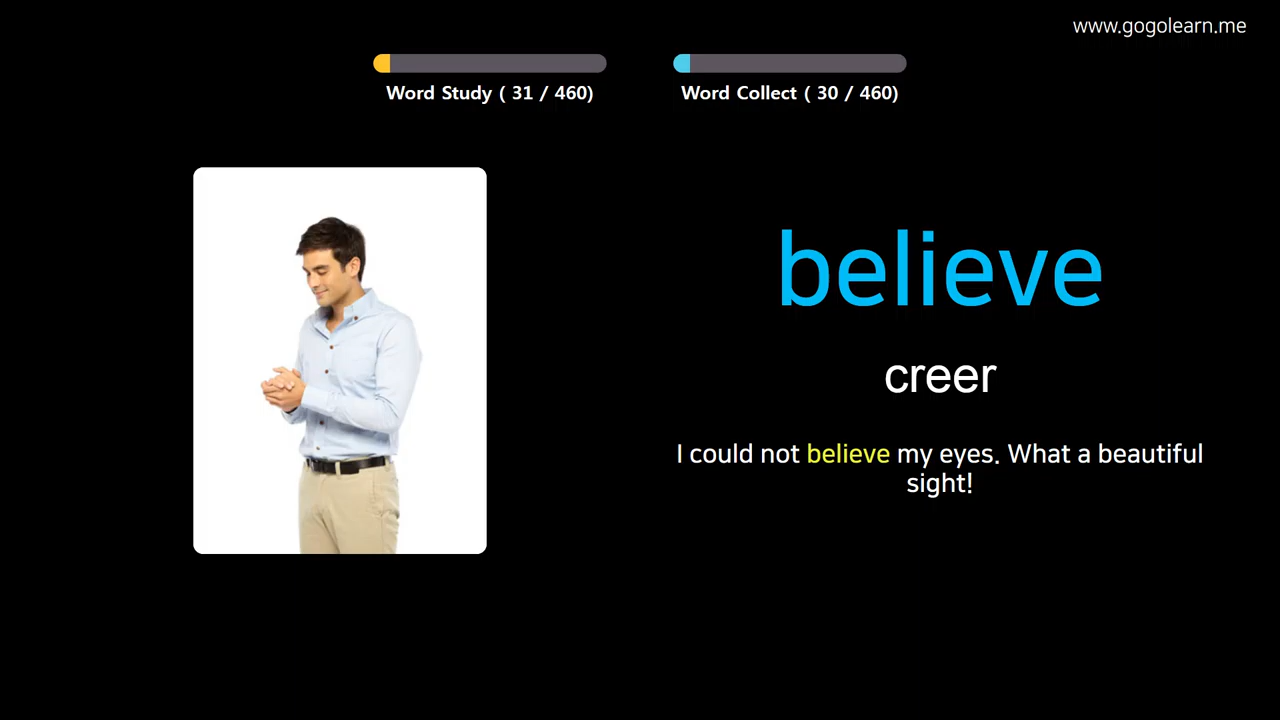 www.gogolearn.me
Word Study ( 31 / 460)
Word Collect ( 30 / 460)
believe
creer
I could not believe my eyes. What a beautiful
sight!